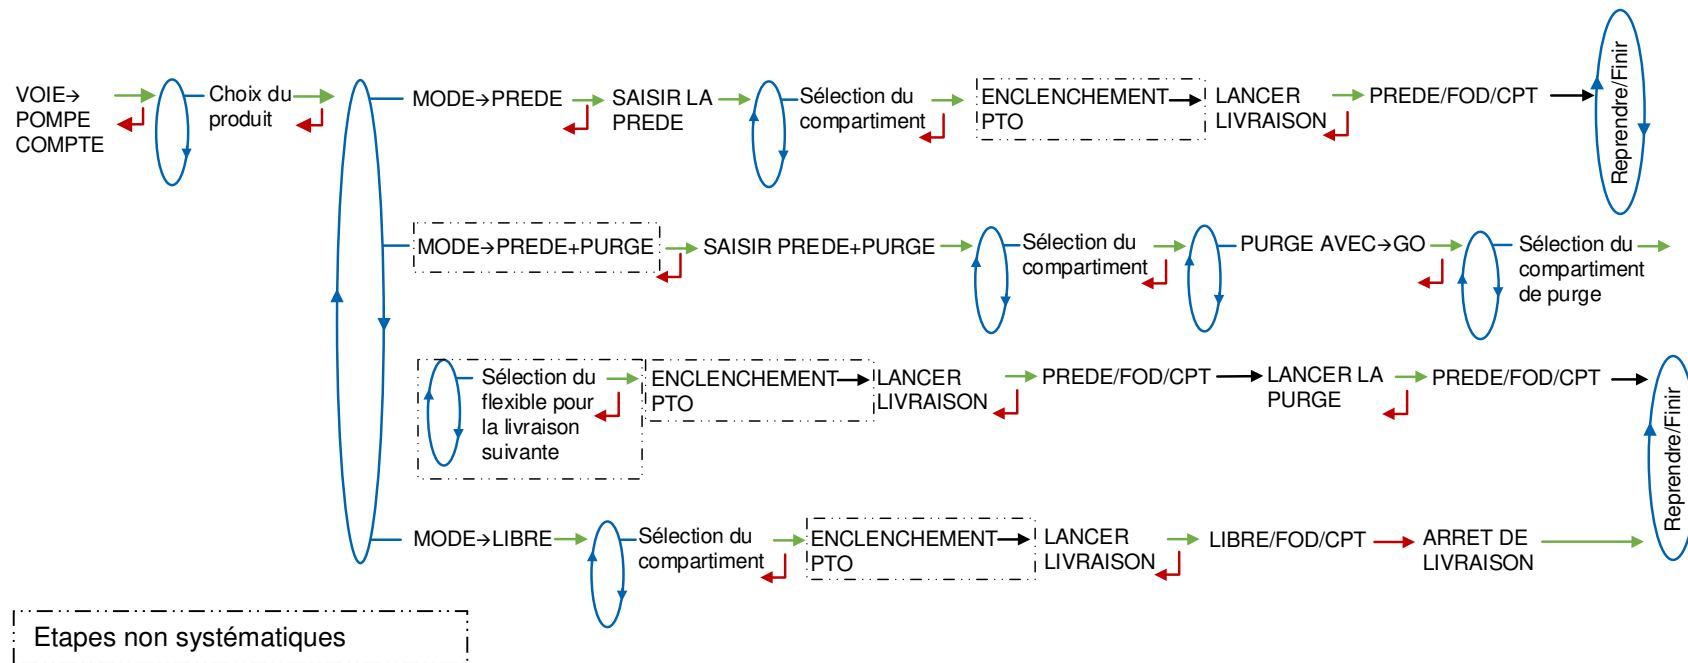 VOIE→
POMPE
COMPTE
Choix du
produit
MODE→PREDE
SAISIR LA
PREDE
Sélection du
compartiment
ENCLENCHEMENT
PTO
LANCER
LIVRAISON
PREDE/FOD/CPT
Reprendre/Finir
MODE→PREDE+PURGE
SAISIR PREDE+PURGE
Sélection du
compartiment
PURGE AVEC→GO
Sélection du
compartiment
de purge
Sélection du
flexible pour
la livraison
suivante
ENCLENCHEMENT
PTO
LANCER
LIVRAISON
PREDE/FOD/CPT
LANCER LA
PURGE
PREDE/FOD/CPT
Reprendre/Finir
MODE→LIBRE
Sélection du
compartiment
ENCLENCHEMENT
PTO
LANCER
LIVRAISON
LIBRE/FOD/CPT
ARRET DE
LIVRAISON
Etapes non systématiques